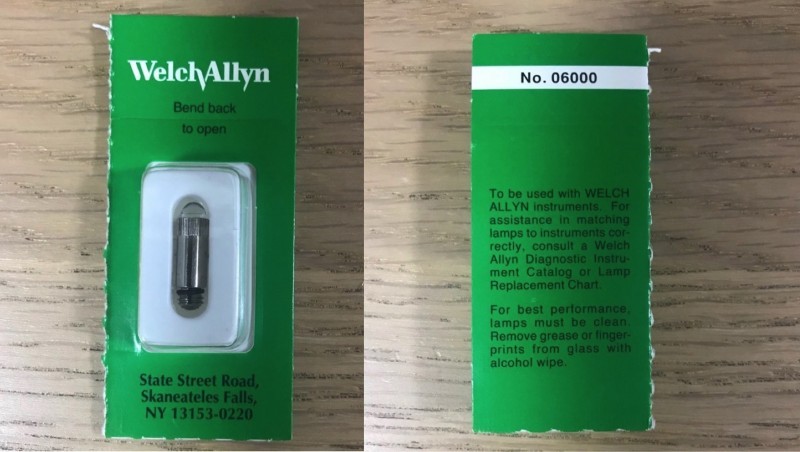 WelchAllyn
Bend back
to open
State Street Road,
Skaneateles Falls,
NY 13153-0220
No. 06000
To be used with WELCH
ALLYN instruments. For
assistance in matching
lamps to instruments cor-
rectly, consult a Welch
Allyn Diagnostic Instru-
ment Catalog or Lamp
Replacement Chart.
For best performance,
lamps must be clean.
Remove grease or finger-
prints from glass with
alcohol wipe.